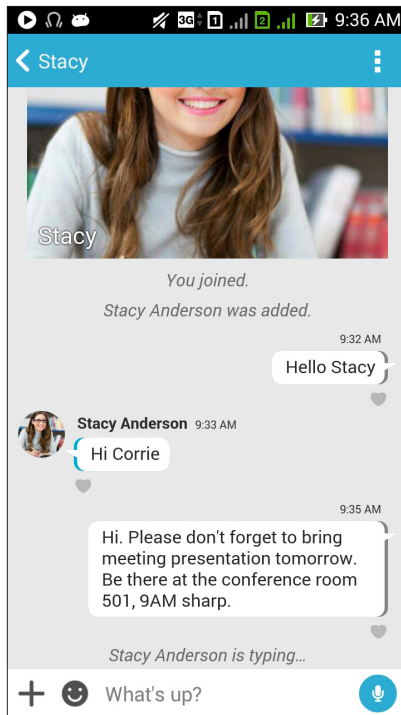 3G 1 2 9:36 AM
Stacy
Stacy
You joined.
Stacy Anderson was added.
9:32 AM
Hello Stacy
Stacy Anderson 9:33 AM
Hi Corrie
9:35 AM
Hi. Please don't forget to bring
meeting presentation tomorrow.
Be there at the conference room
501, 9AM sharp.
Stacy Anderson is typing...
What's up?